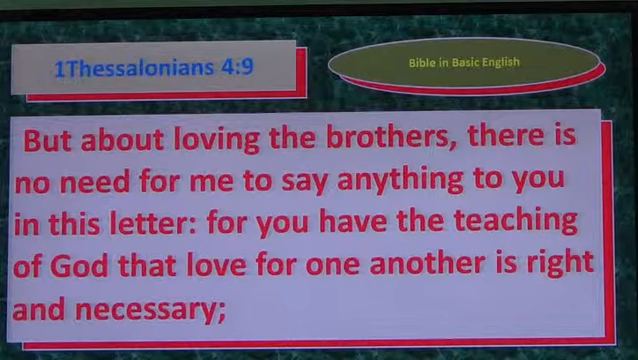 1Thessalonians 4:9
Bible in Basic English
But about loving the brothers, there is
no need for me to say anything to you
in this letter: for you have the teaching
of God that love for one another is right
and necessary;